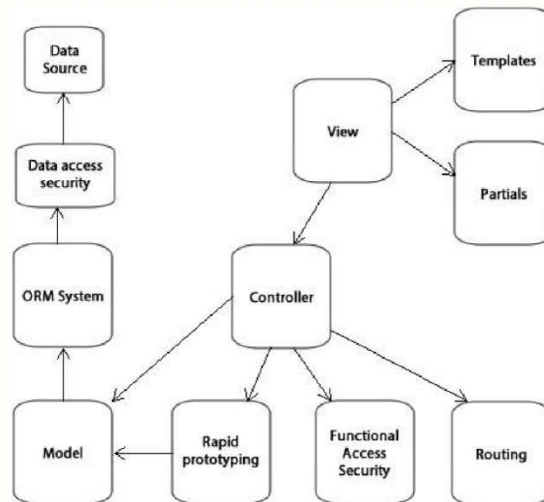 Data
Source
Templates
View
Data access
security
Partials
ORM System
Controller
Model
Rapid
prototyping
Functional
Access
Security
Routing